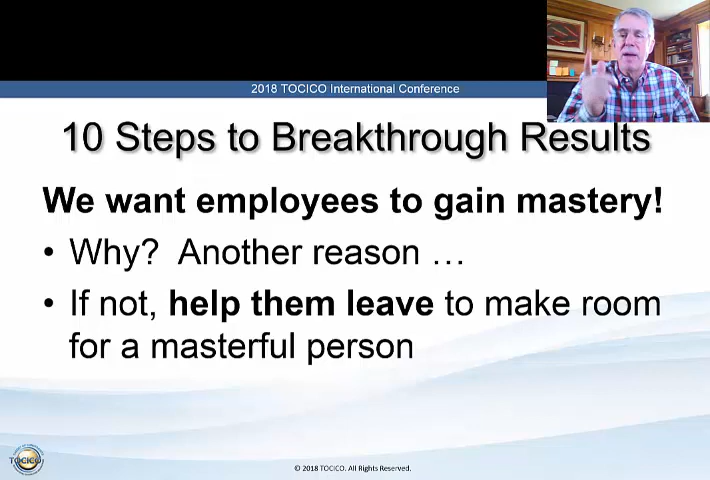 2018 TOCICO International Conference
10 Steps to Breakthrough Results
We want employees to gain mastery!
• Why? Another reason …
• If not, help them leave to make room
for a masterful person
TOCICO
© 2018 TOCICO. All Rights Reserved.